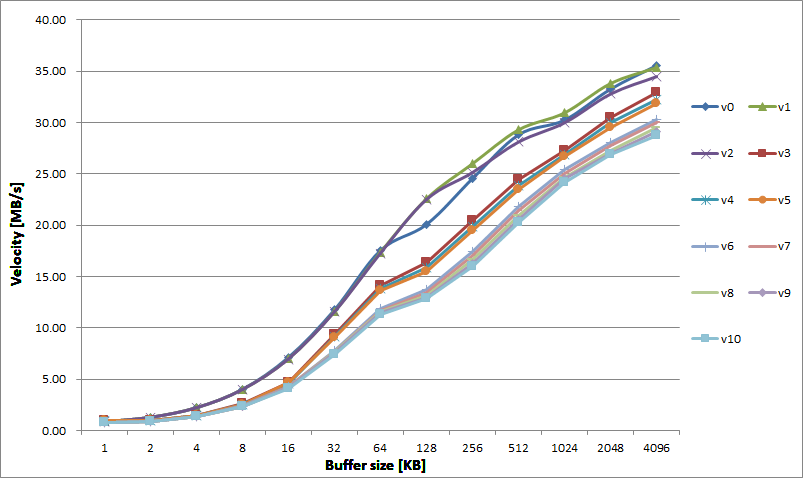 40.00
35.00
30.00
25.00
20.00
15.00
10.00
5.00
0.00
Velocity [MB/s]
1 2 4 8 16 32 64 128 256 512 1024 2048 4096
Buffer size [KB]
v0 v1
v2 v3
v4 v5
v6 v7
v8 v9
v10